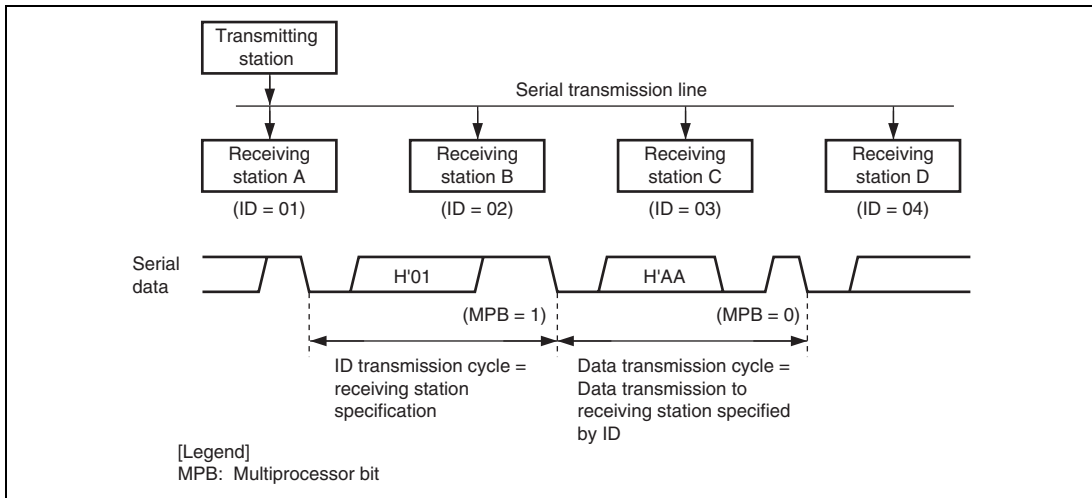 Transmitting
station
Serial transmission line
Receiving
station A
Receiving
station B
Receiving
station C
Receiving
station D
(ID = 01)
(ID = 02)
(ID = 03)
(ID = 04)
Serial
data
H'01
H'AA
(MPB = 1)
(MPB = 0)
ID transmission cycle =
receiving station
specification
Data transmission cycle =
Data transmission to
receiving station specified
by ID
[Legend]
MPB: Multiprocessor bit